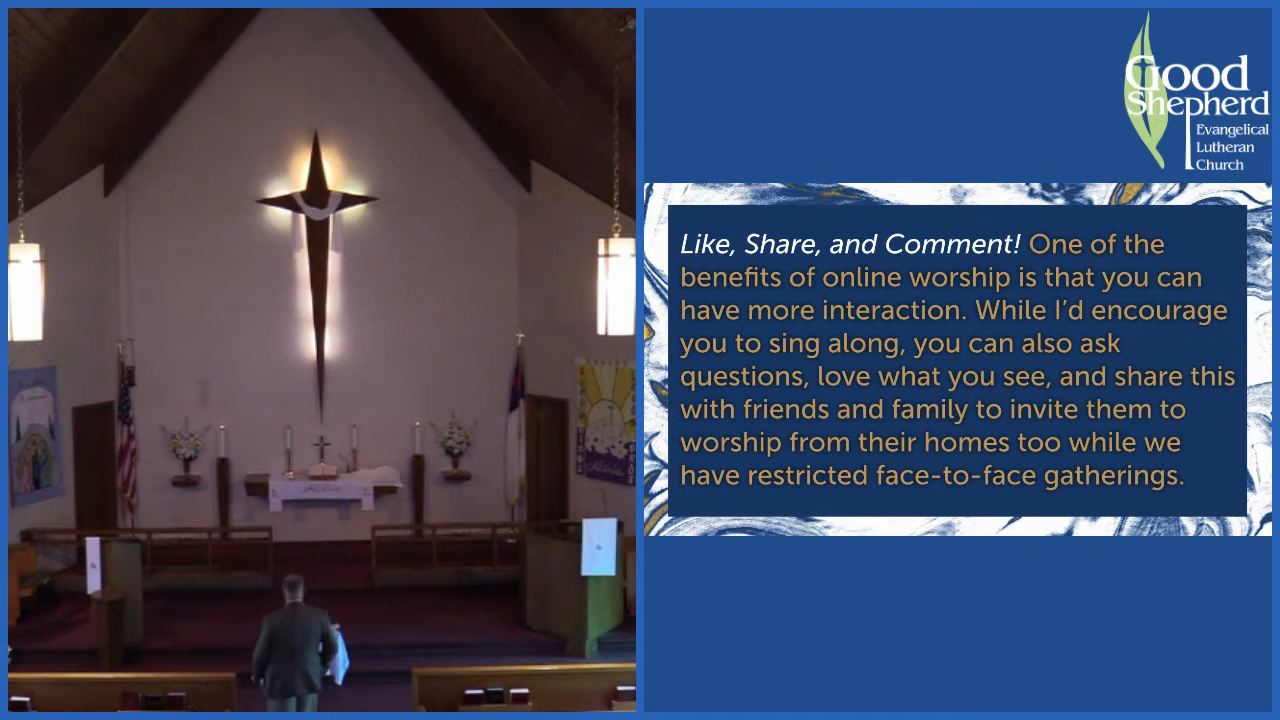 Good
Shepherd
Evangelical
Lutheran
Church
Like, Share, and Comment! One of the
benefits of online worship is that you can
have more interaction. While I'd encourage
you to sing along, you can also ask
questions, love what you see, and share this
with friends and family to invite them to
worship from their homes too while we
have restricted face-to-face gatherings.